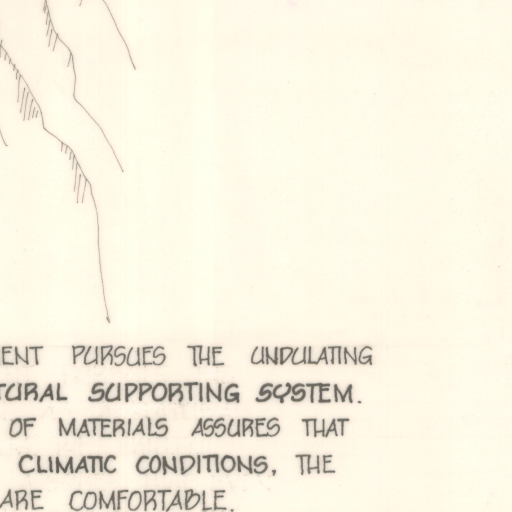 ENT PURSUES THE UNDULATING
TURAL SUPPORTING SYSTEM.
OF MATERIALS ASSURES THAT
CLIMATIC CONDITIONS, THE
ARE COMFORTABLE.